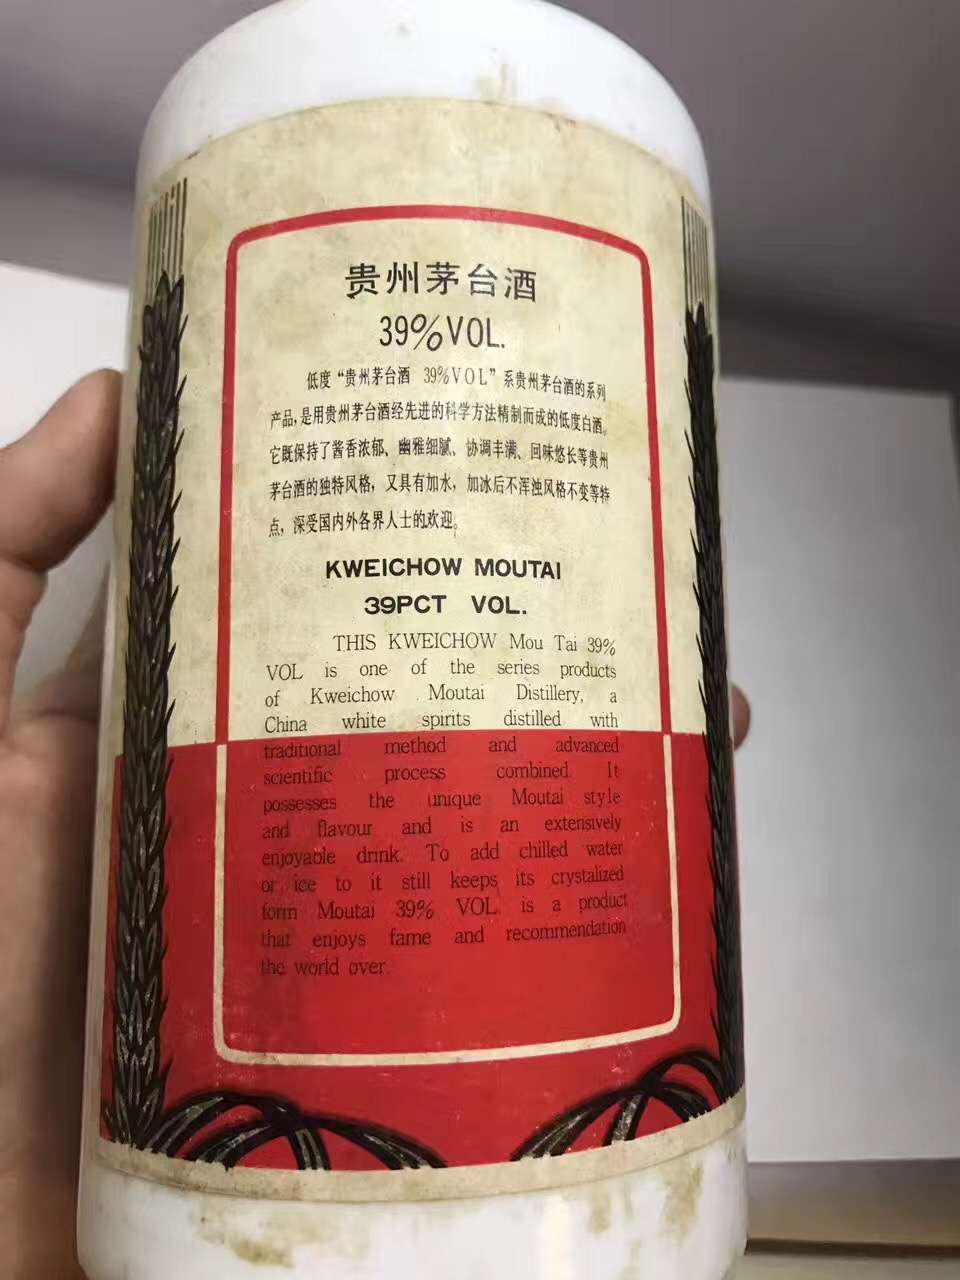 贵州茅台酒
39%VOL.
低度“贵州茅台酒 39%VOL”系贵州茅台酒的系列
产品,是用贵州茅台酒经先进的科学方法精制而成的低度白酒。
它既保持了酱香浓郁、幽雅细腻、协调丰满、回味悠长等贵州
茅台酒的独特风格,又具有加水,加冰后不浑浊风格不变等特
点,深受国内外各界人士的欢迎。
KWEICHOW MOUTAI
39PCT VOL.
THIS KWEICHOW Mou Tai 39%
VOL is one of the series products
of Kweichow Moutai Distillery, a
China white spirits distilled with
traditional method and advanced
scientific process combined. It
possesses the unique Moutai style
and flavour and is an extensively
enjoyable drink. To add chilled water
or ice to it still keeps its crystalized
form Moutai 39% VOL is a product
that enjoys fame and recommendation
the world over.